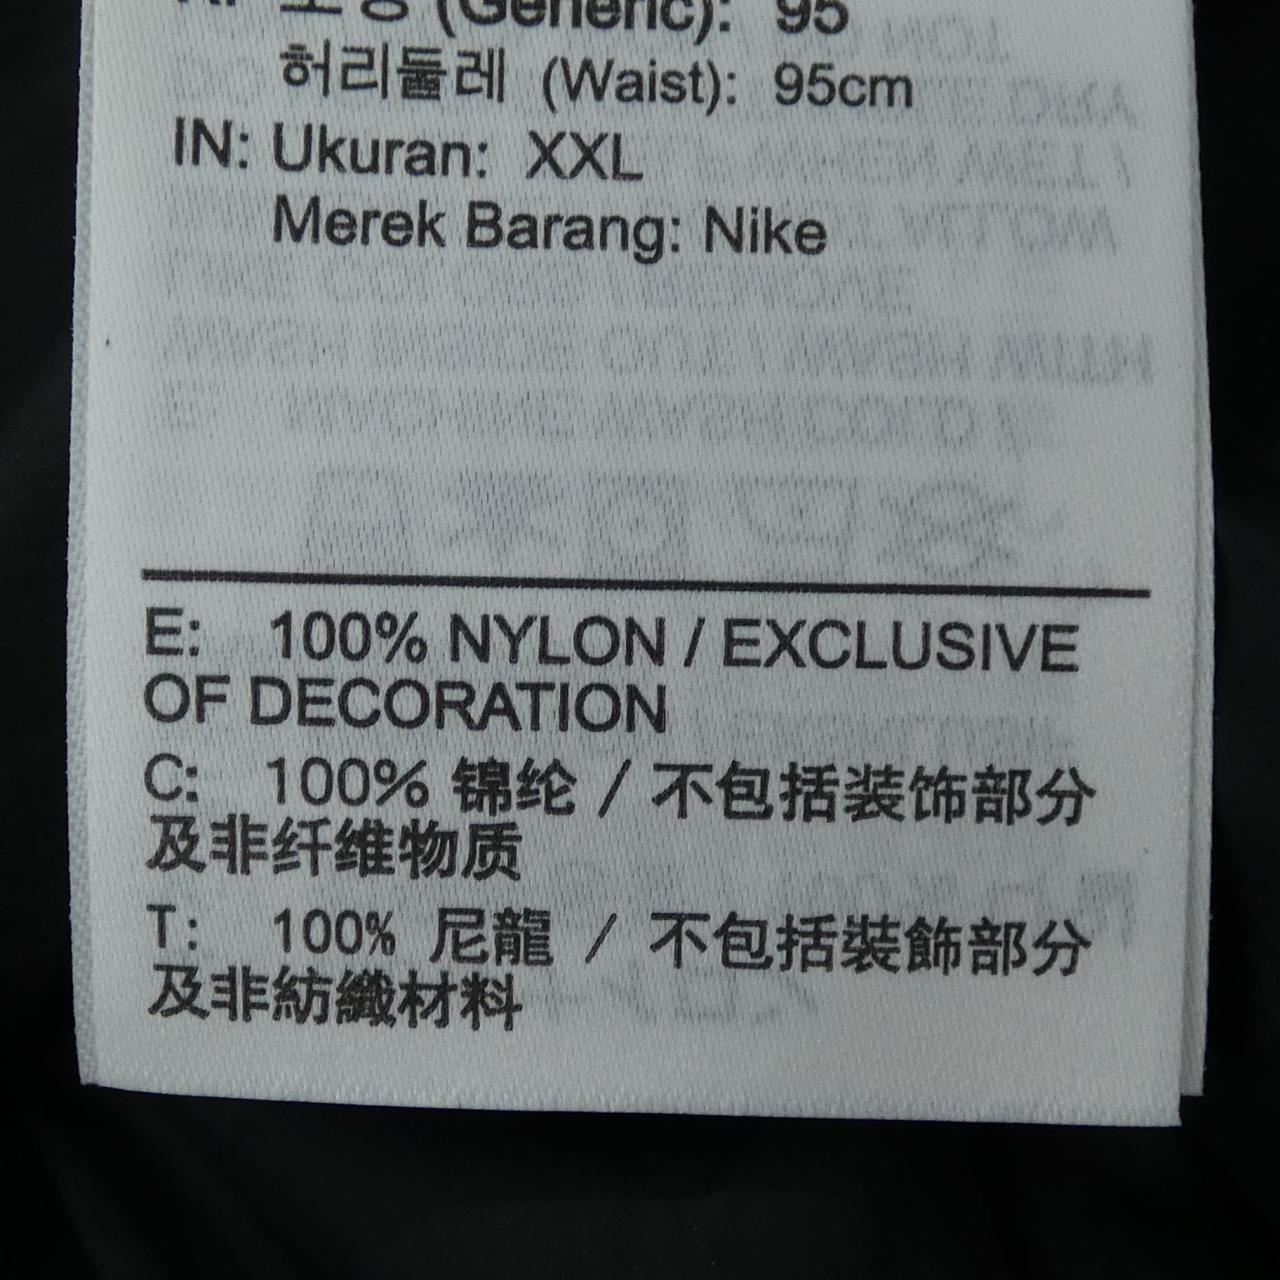 (Generic): 95
허리둘레 (Waist): 95cm
IN: Ukuran: XXL
Merek Barang: Nike
E: 100% NYLON / EXCLUSIVE
OF DECORATION
C: 100% 锦纶 / 不包括装饰部分
及非纤维物质
T: 100% 尼龍 / 不包括裝飾部分
及非紡織材料